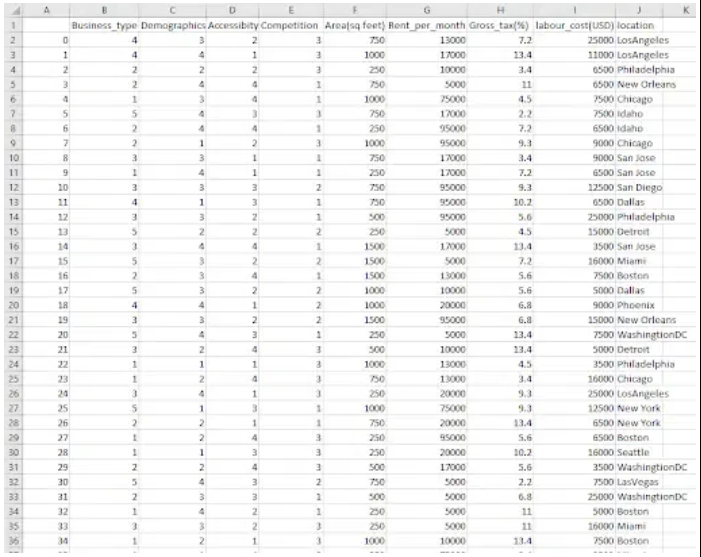 A B C D E F G H I J K
1 Business_type Demographics Accessibity Competition Area(sq feet) Rent_per_month Gross_tax(%) labour_cost(USD) location
2 0 4 3 2 3 750 13000 7.2 25000 LosAngeles
3 1 4 4 1 3 1000 17000 13.4 11000 LosAngeles
4 2 2 2 2 3 250 10000 3.4 6500 Philadelphia
5 3 2 4 4 1 750 5000 11 6500 New Orleans
6 4 1 3 4 1 1000 75000 4.5 7500 Chicago
7 5 5 4 3 3 750 17000 2.2 7500 Idaho
8 6 2 4 4 1 250 95000 7.2 6500 Idaho
9 7 2 1 2 3 1000 95000 9.3 9000 Chicago
10 8 3 3 1 1 750 17000 3.4 9000 San Jose
11 9 1 4 1 1 250 17000 7.2 6500 San Jose
12 10 3 3 3 2 750 95000 9.3 12500 San Diego
13 11 4 1 3 1 750 95000 10.2 6500 Dallas
14 12 3 3 2 1 500 95000 5.6 25000 Philadelphia
15 13 5 2 2 2 250 5000 4.5 15000 Detroit
16 14 3 4 4 1 1500 17000 13.4 3500 San Jose
17 15 5 3 2 2 1500 5000 7.2 16000 Miami
18 16 2 3 4 1 1500 13000 5.6 7500 Boston
19 17 5 3 2 1 1000 10000 5.6 5000 Dallas
20 18 4 4 1 2 1000 20000 6.8 9000 Phoenix
21 19 3 3 2 2 1500 95000 6.8 15000 New Orleans
22 20 5 4 3 1 250 5000 13.4 7500 WashingtionDC
23 21 3 2 4 3 500 10000 13.4 5000 Detroit
24 22 1 1 1 3 1000 13000 4.5 3500 Philadelphia
25 23 1 2 4 3 750 13000 3.4 16000 Chicago
26 24 3 4 1 3 250 20000 9.3 25000 LosAngeles
27 25 5 1 3 1 1000 75000 9.3 12500 New York
28 26 2 2 1 1 750 20000 13.4 6500 New York
29 27 1 2 4 3 250 95000 5.6 6500 Boston
30 28 1 1 3 3 250 20000 10.2 16000 Seattle
31 29 2 2 4 3 500 17000 5.6 3500 WashingtionDC
32 30 5 4 3 2 750 5000 2.2 7500 LasVegas
33 31 2 3 3 1 500 5000 6.8 25000 WashingtionDC
34 32 1 4 2 1 250 5000 11 5000 Boston
35 33 3 3 2 3 250 5000 11 16000 Miami
36 34 1 2 1 3 1000 10000 13.4 7500 Boston